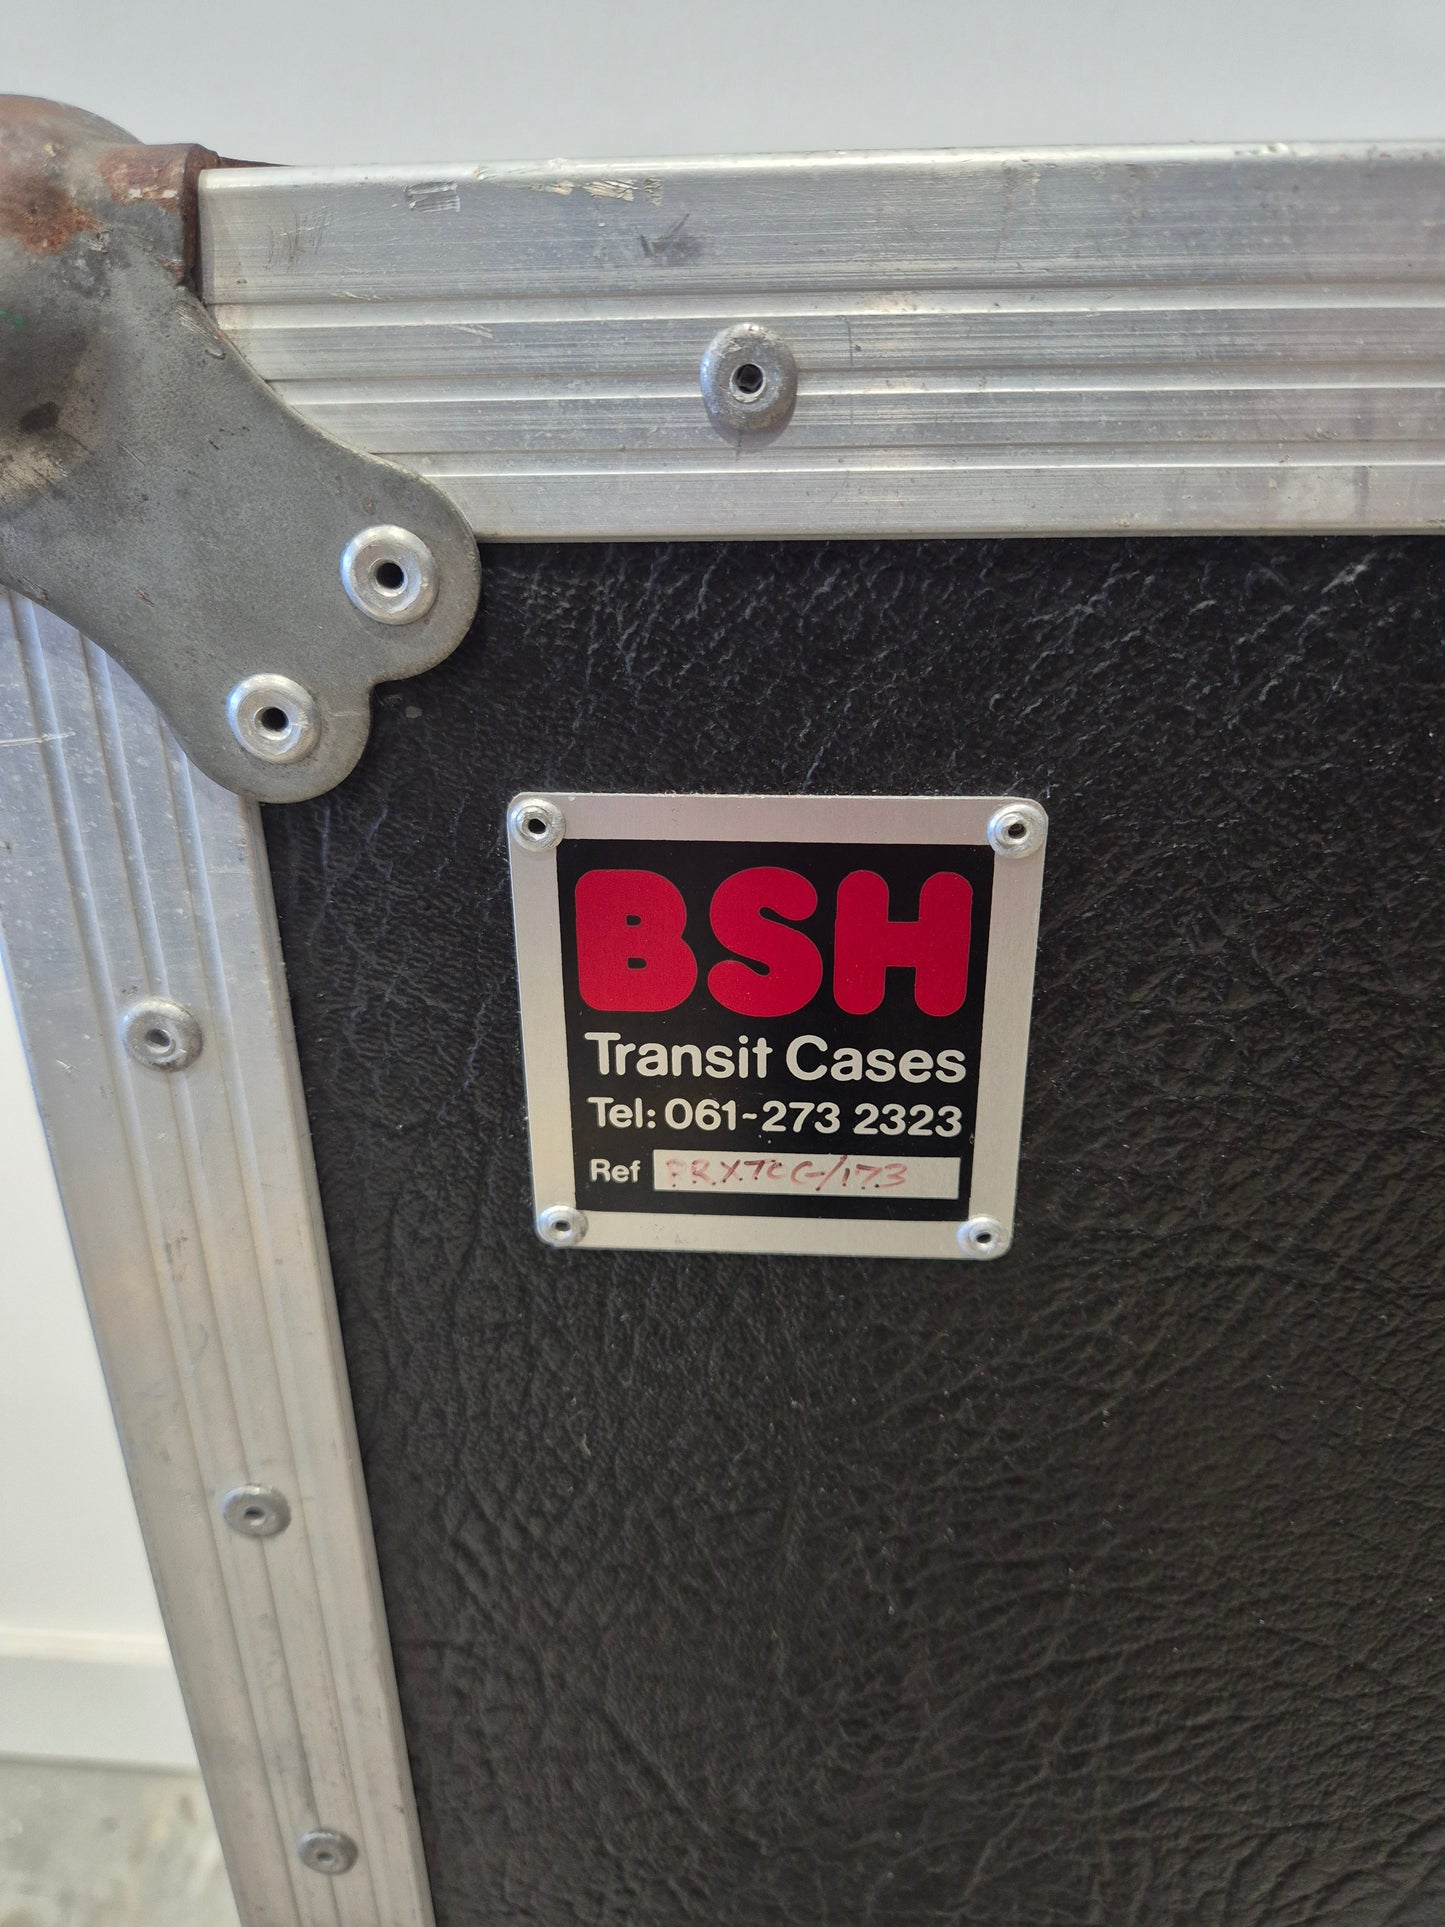 BSH
Transit Cases
Tel: 061-273 2323
Ref